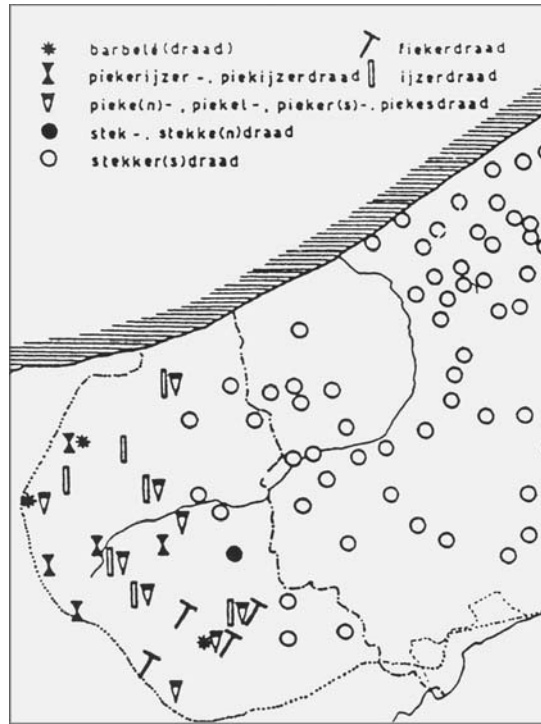 barbelé(draad)
fiekerdraad
piekerijzer-, piekijzerdraad
ijzerdraad
pieke(n)-, piekel-, pieker(s)-, piekesdraad
stek-, stekke(n)draad
stekker(s)draad